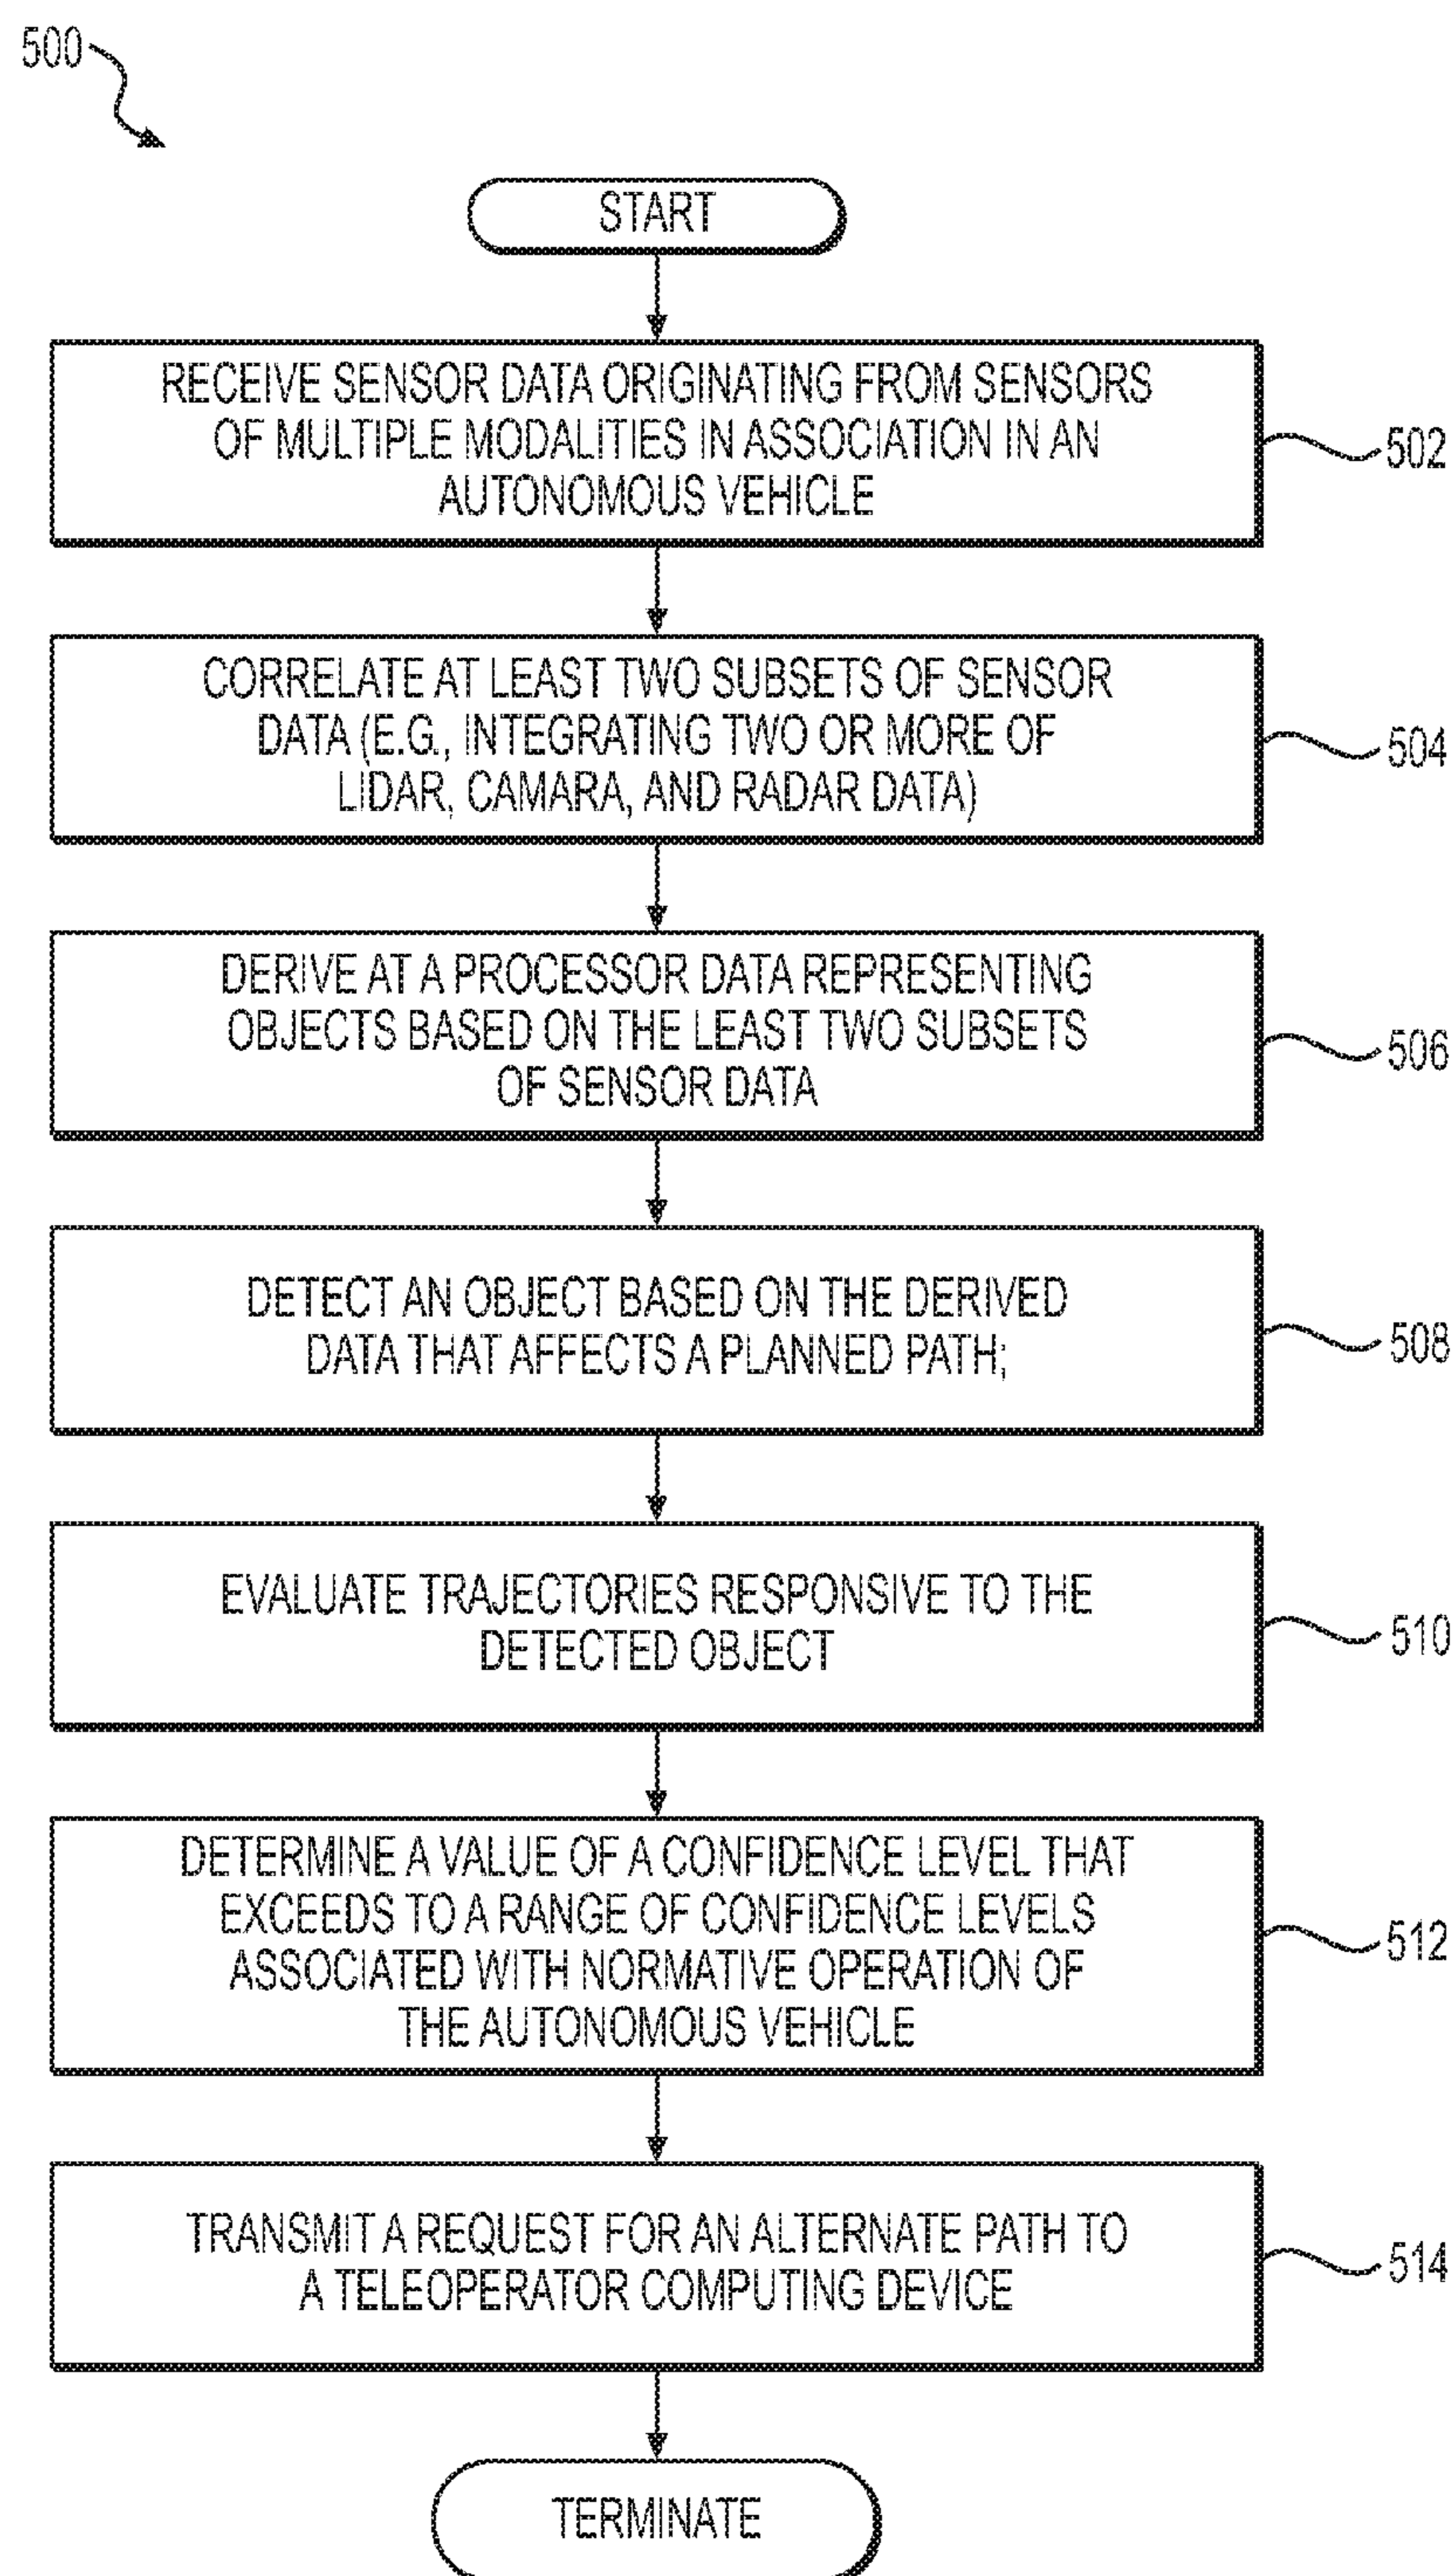 500
START
RECEIVE SENSOR DATA ORIGINATING FROM SENSORS
OF MULTIPLE MODALITIES IN ASSOCIATION IN AN
AUTONOMOUS VEHICLE
502
CORRELATE AT LEAST TWO SUBSETS OF SENSOR
DATA (E.G., INTEGRATING TWO OR MORE OF
LIDAR, CAMARA, AND RADAR DATA)
504
DERIVE AT A PROCESSOR DATA REPRESENTING
OBJECTS BASED ON THE LEAST TWO SUBSETS
OF SENSOR DATA
506
DETECT AN OBJECT BASED ON THE DERIVED
DATA THAT AFFECTS A PLANNED PATH;
508
EVALUATE TRAJECTORIES RESPONSIVE TO THE
DETECTED OBJECT
510
DETERMINE A VALUE OF A CONFIDENCE LEVEL THAT
EXCEEDS TO A RANGE OF CONFIDENCE LEVELS
ASSOCIATED WITH NORMATIVE OPERATION OF
THE AUTONOMOUS VEHICLE
512
TRANSMIT A REQUEST FOR AN ALTERNATE PATH TO
A TELEOPERATOR COMPUTING DEVICE
514
TERMINATE